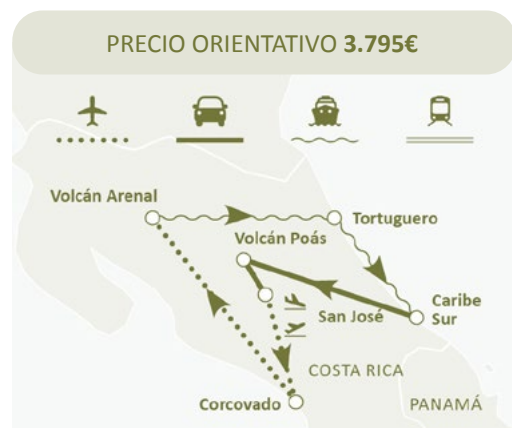 PRECIO ORIENTATIVO 3.795€
Volcán Arenal
Tortuguero
Volcán Poás
San José
Caribe
Sur
COSTA RICA
Corcovado
PANAMÁ